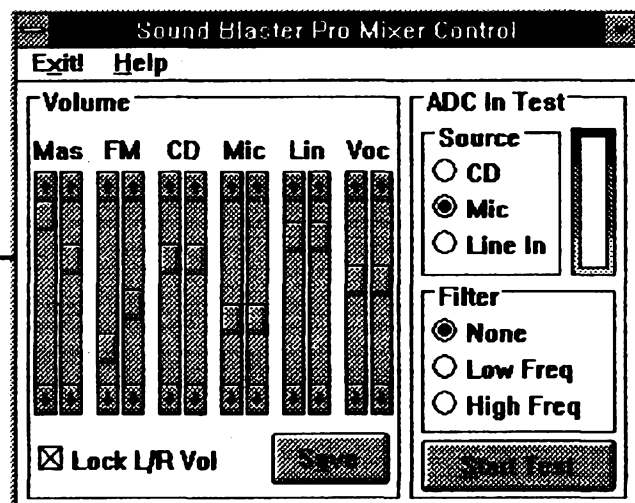 Sound Blaster Pro Mixer Control
Exit! Help
Volume
Mas FM CD Mic Lin Voc
Lock L/R Vol
Save
ADC In Test
Source
CD
Mic
Line In
Filter
None
Low Freq
High Freq
Start Test